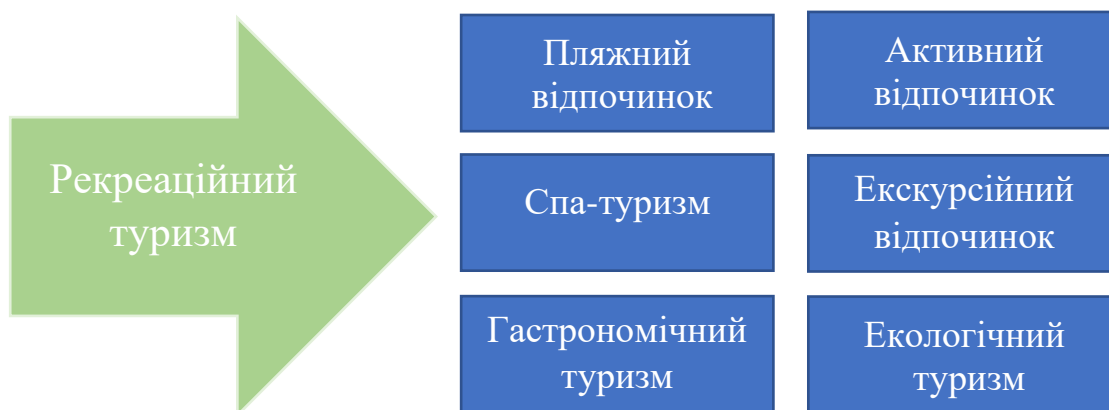 Рекреаційний
туризм
Пляжний
відпочинок
Активний
відпочинок
Спа-туризм
Екскурсійний
відпочинок
Гастрономічний
туризм
Екологічний
туризм